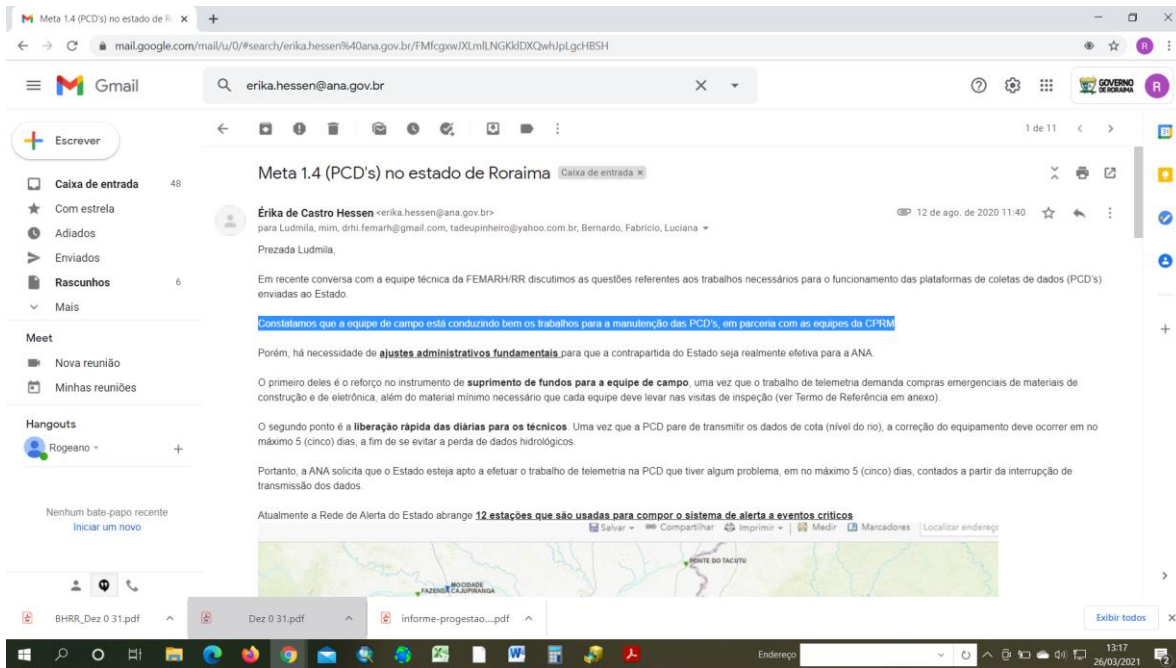 Meta 1.4 (PCD's) no estado de R
mail.google.com/mail/u/0/#search/erika.hessen%40ana.gov.br/FMfcgxwJXLmlLNGKklDXQwhJpLgcHBSH
R
Gmail
erika.hessen@ana.gov.br
GOVERNO
DE RORAIMA
R
Escrever
1 de 11
31
Meta 1.4 (PCD's) no estado de Roraima
Caixa de entrada x
Caixa de entrada 48
Com estrela
Adiados
Enviados
Rascunhos 6
Mais
Meet
Nova reunião
Minhas reuniões
Hangouts
Rogeano
Nenhum bate-papo recente
Iniciar um novo
Érika de Castro Hessen <erika.hessen@ana.gov.br>
12 de ago. de 2020 11:40
para Ludmila, mim, drhi.femarh@gmail.com, tadeupinheiro@yahoo.com.br, Bernardo, Fabrício, Luciana
Prezada Ludmila,
Em recente conversa com a equipe técnica da FEMARH/RR discutimos as questões referentes aos trabalhos necessários para o funcionamento das plataformas de coletas de dados (PCD's)
enviadas ao Estado.
Constatamos que a equipe de campo está conduzindo bem os trabalhos para a manutenção das PCD's, em parceria com as equipes da CPRM
Porém, há necessidade de ajustes administrativos fundamentais para que a contrapartida do Estado seja realmente efetiva para a ANA.
O primeiro deles é o reforço no instrumento de suprimento de fundos para a equipe de campo, uma vez que o trabalho de telemetria demanda compras emergenciais de materiais de
construção e de eletrônica, além do material mínimo necessário que cada equipe deve levar nas visitas de inspeção (ver Termo de Referência em anexo).
O segundo ponto é a liberação rápida das diárias para os técnicos. Uma vez que a PCD pare de transmitir os dados de cota (nível do rio), a correção do equipamento deve ocorrer em no
máximo 5 (cinco) dias, a fim de se evitar a perda de dados hidrológicos.
Portanto, a ANA solicita que o Estado esteja apto a efetuar o trabalho de telemetria na PCD que tiver algum problema, em no máximo 5 (cinco) dias, contados a partir da interrupção de
transmissão dos dados.
Atualmente a Rede de Alerta do Estado abrange 12 estações que são usadas para compor o sistema de alerta a eventos críticos
Salvar Compartilhar Imprimir Medir Marcadores Localizar endereço
PONTE DO TACUTU
MOCIDADE
FAZENDA CAJUPIRANGA
BHRR_Dez 0 31.pdf
Dez 0 31.pdf
informe-progestao....pdf
Exibir todos
Endereço
13:17
26/03/2021
2